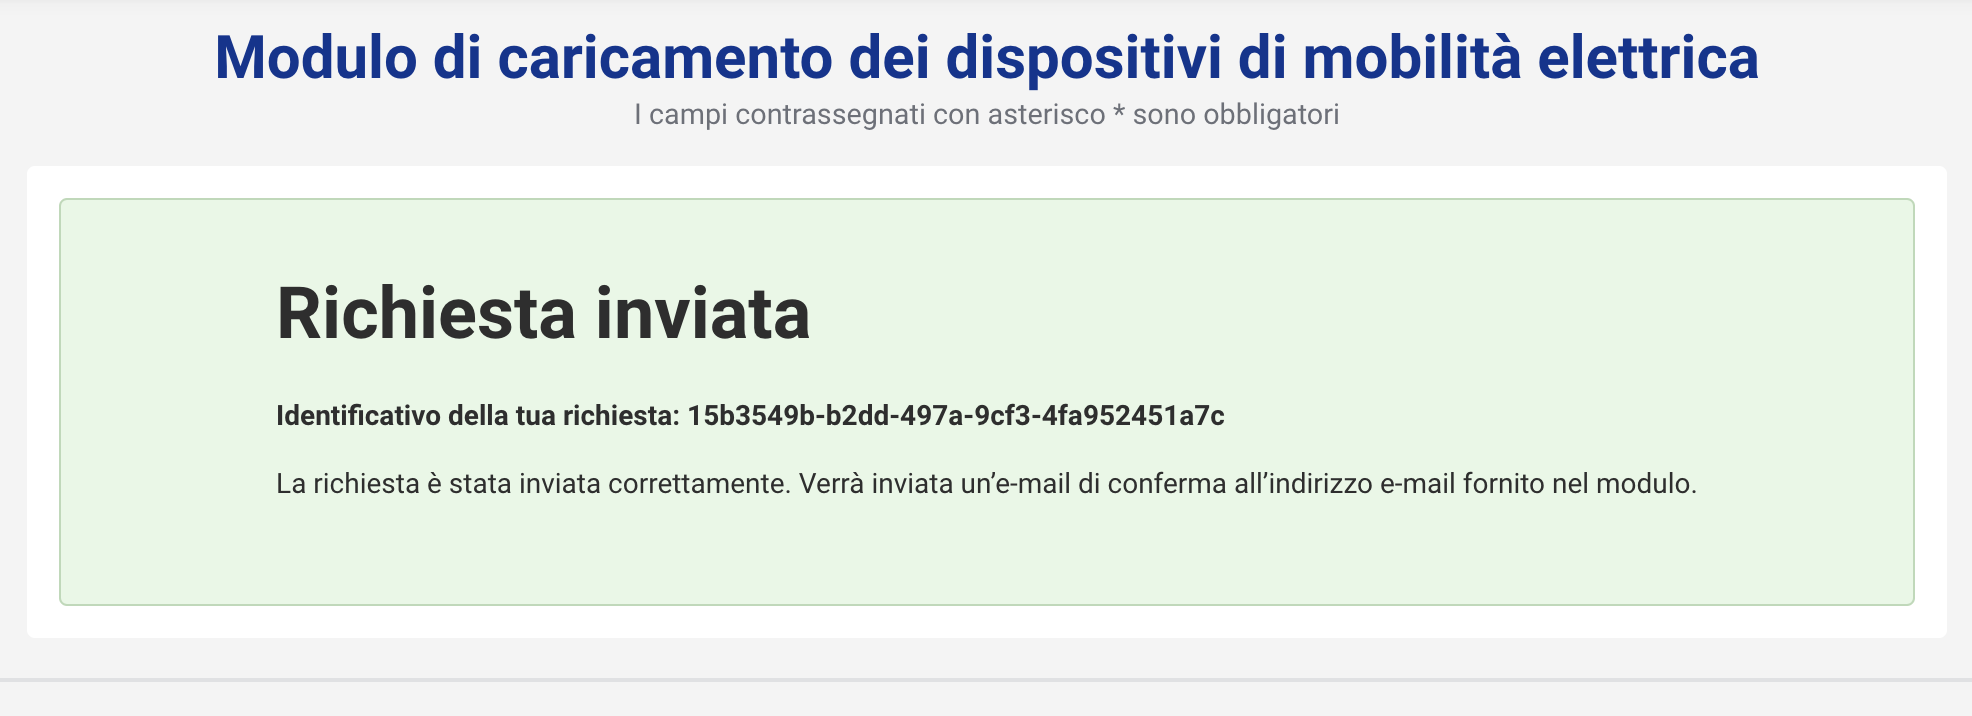 Modulo di caricamento dei dispositivi di mobilità elettrica
I campi contrassegnati con asterisco * sono obbligatori
Richiesta inviata
Identificativo della tua richiesta: 15b3549b-b2dd-497a-9cf3-4fa952451a7c
La richiesta è stata inviata correttamente. Verrà inviata un’e-mail di conferma all’indirizzo e-mail fornito nel modulo.